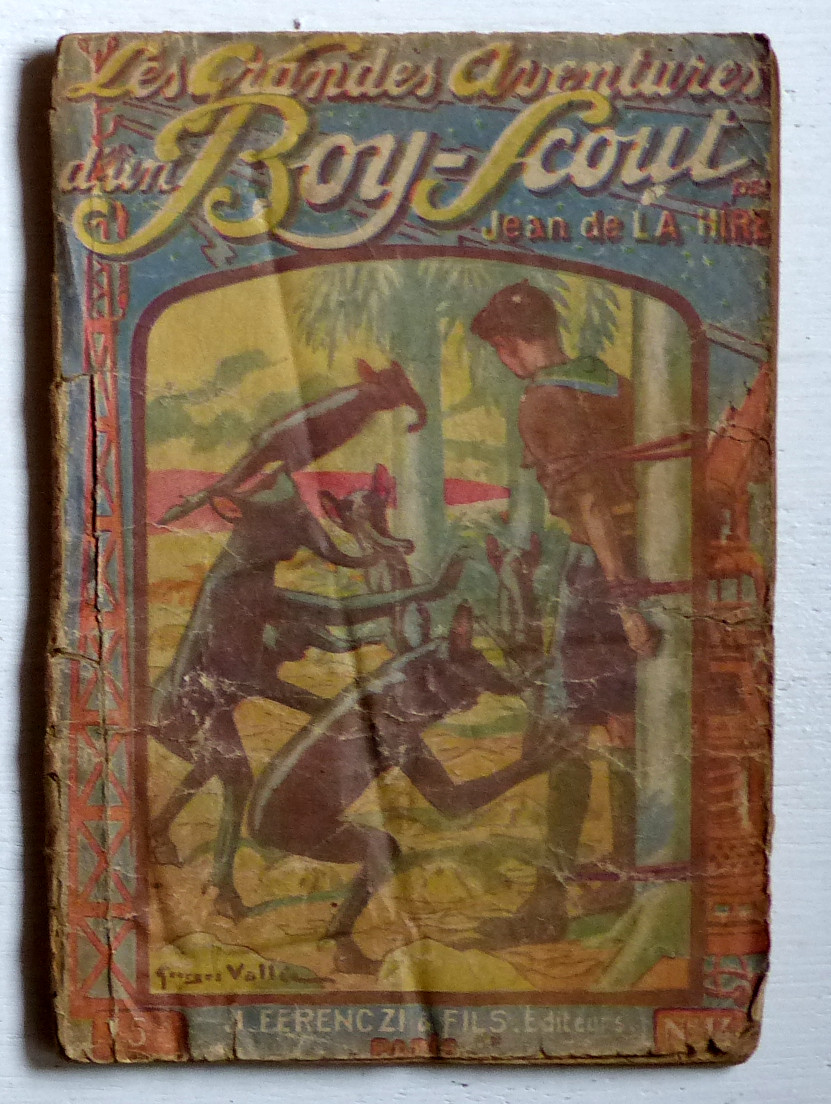 Les Grandes Aventures
d'un Boy-Scout
par
Jean de LA HIRE
Georges Vallée
J. FERENCZI & FILS. Éditeurs.
PARIS